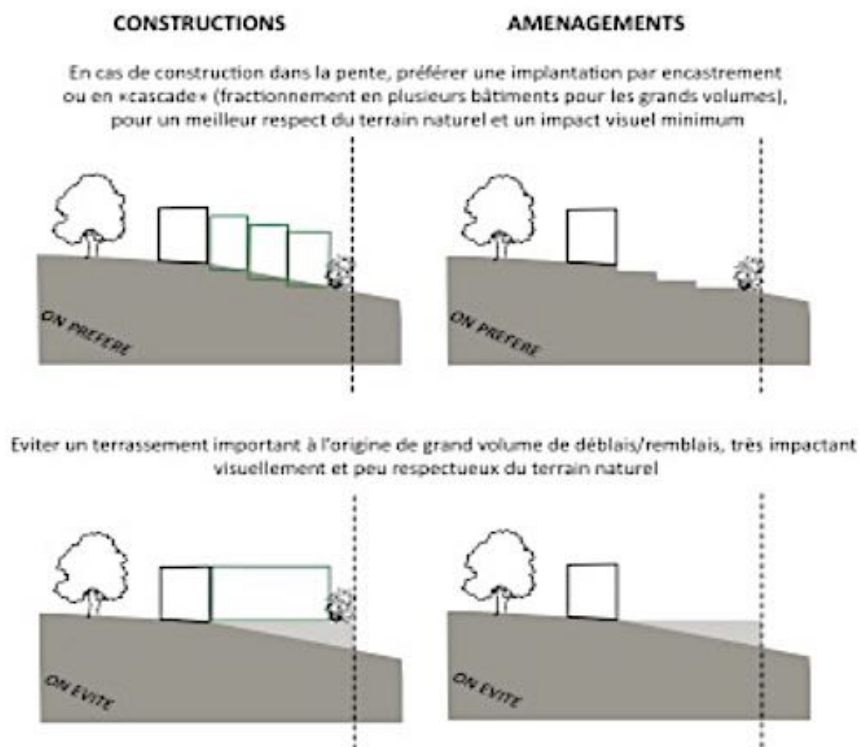 CONSTRUCTIONS
AMENAGEMENTS
En cas de construction dans la pente, préférer une implantation par encastrement
ou en «cascade» (fractionnement en plusieurs bâtiments pour les grands volumes),
pour un meilleur respect du terrain naturel et un impact visuel minimum
ON PREFERE
ON PREFERE
Eviter un terrassement important à l'origine de grand volume de déblais/remblais, très impactant
visuellement et peu respectueux du terrain naturel
ON EVITE
ON EVITE